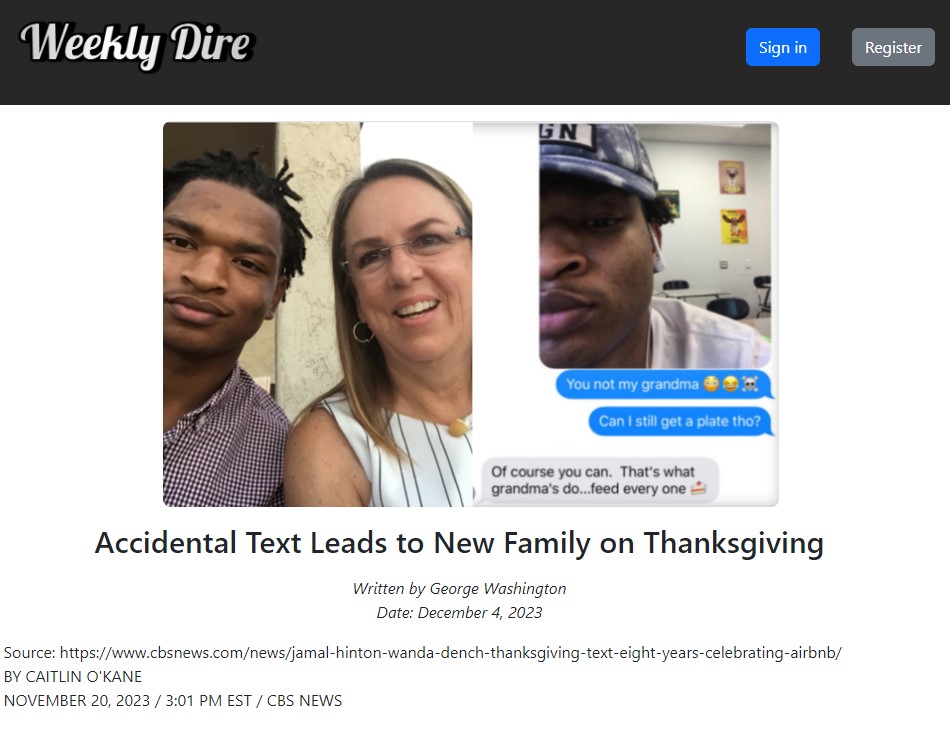 Weekly Dire
Sign in
Register
GN
You not my grandma 😳😂☠️
Can I still get a plate tho?
Of course you can. That's what
grandma's do...feed every one 🍰
Accidental Text Leads to New Family on Thanksgiving
Written by George Washington
Date: December 4, 2023
Source: https://www.cbsnews.com/news/jamal-hinton-wanda-dench-thanksgiving-text-eight-years-celebrating-airbnb/
BY CAITLIN O'KANE
NOVEMBER 20, 2023 / 3:01 PM EST / CBS NEWS